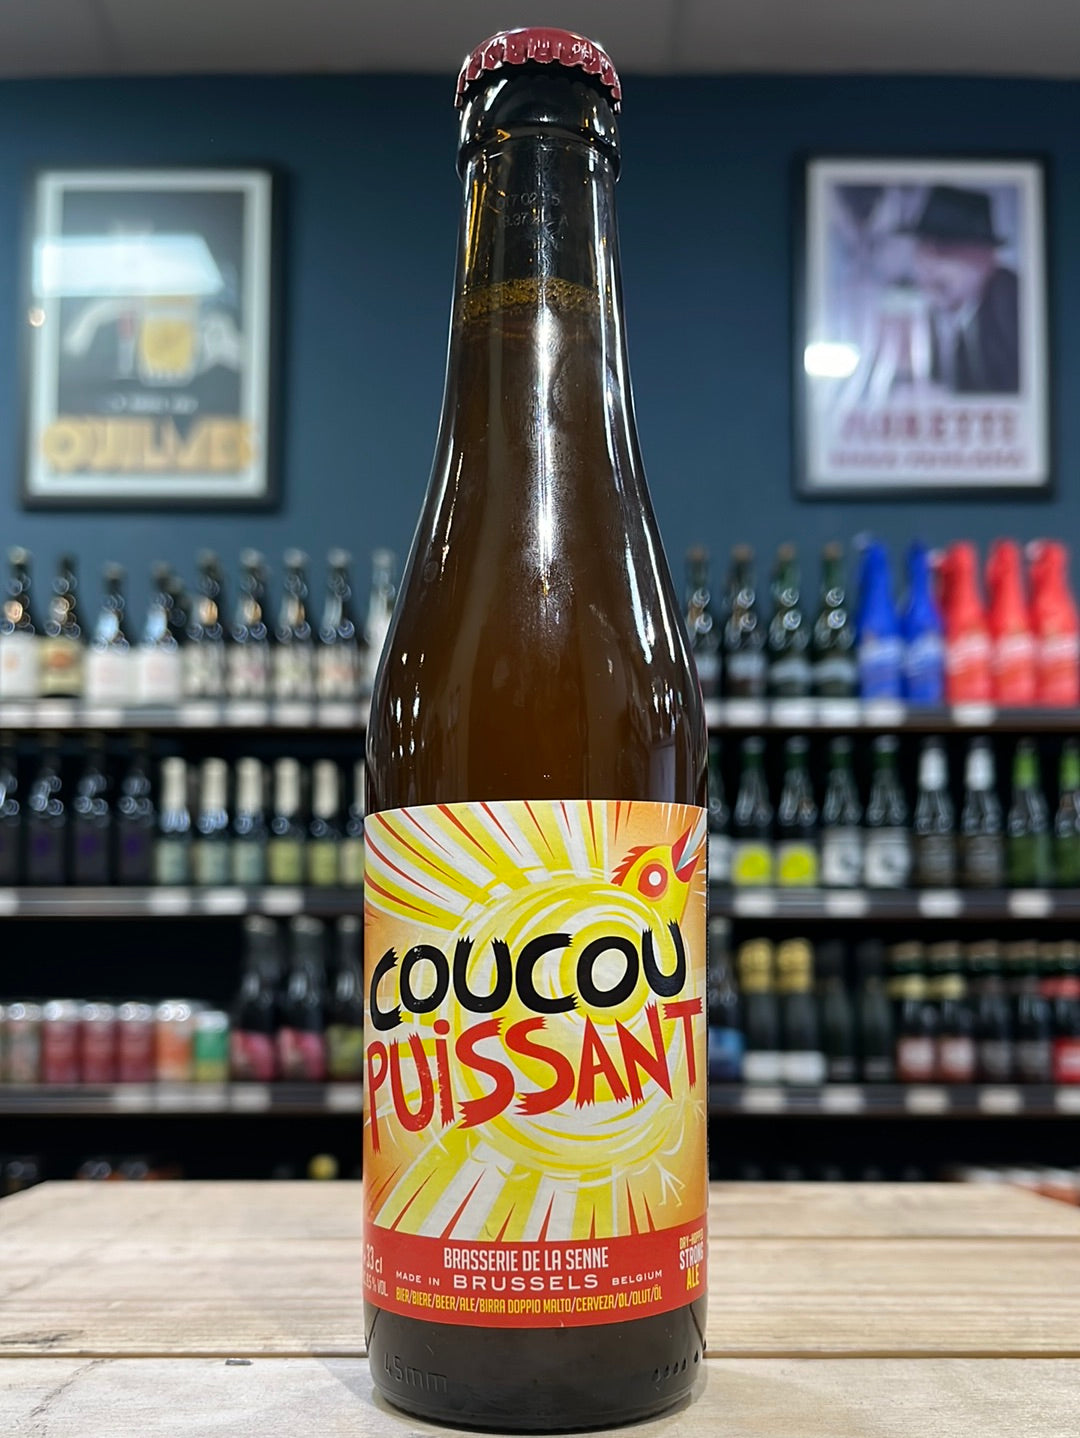 QUILMES
COUCOU
PUiSSANT
33 cl
BRASSERIE DE LA SENNE
MADE IN BRUSSELS BELGIUM
BIER/BIERE/BEER/ALE/BIRRA DOPPIO MALTO/CERVEZA/ØL/OLUT/ÖL
DRY-HOPPED
STRONG
ALE
45mm